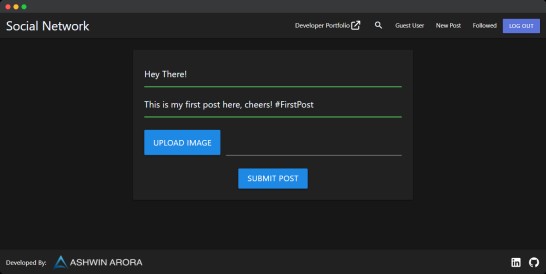 Social Network
Developer Portfolio
Guest User
New Post
Followed
LOG OUT
Hey There!
This is my first post here, cheers! #FirstPost
UPLOAD IMAGE
SUBMIT POST
Developed By:
ASHWIN ARORA
in